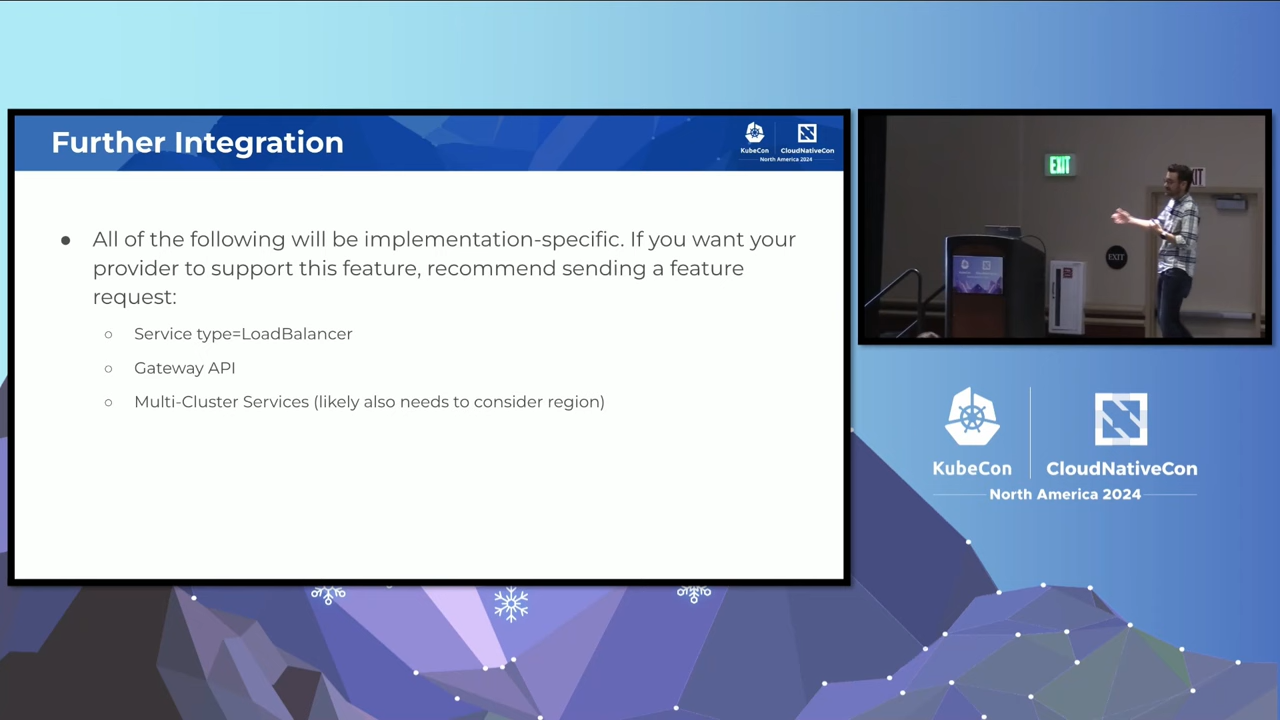 Further Integration
KubeCon
CloudNativeCon
North America 2024
● All of the following will be implementation-specific. If you want your
provider to support this feature, recommend sending a feature
request:
○ Service type=LoadBalancer
○ Gateway API
○ Multi-Cluster Services (likely also needs to consider region)
EXIT
EXIT
KubeCon
CloudNativeCon
North America 2024